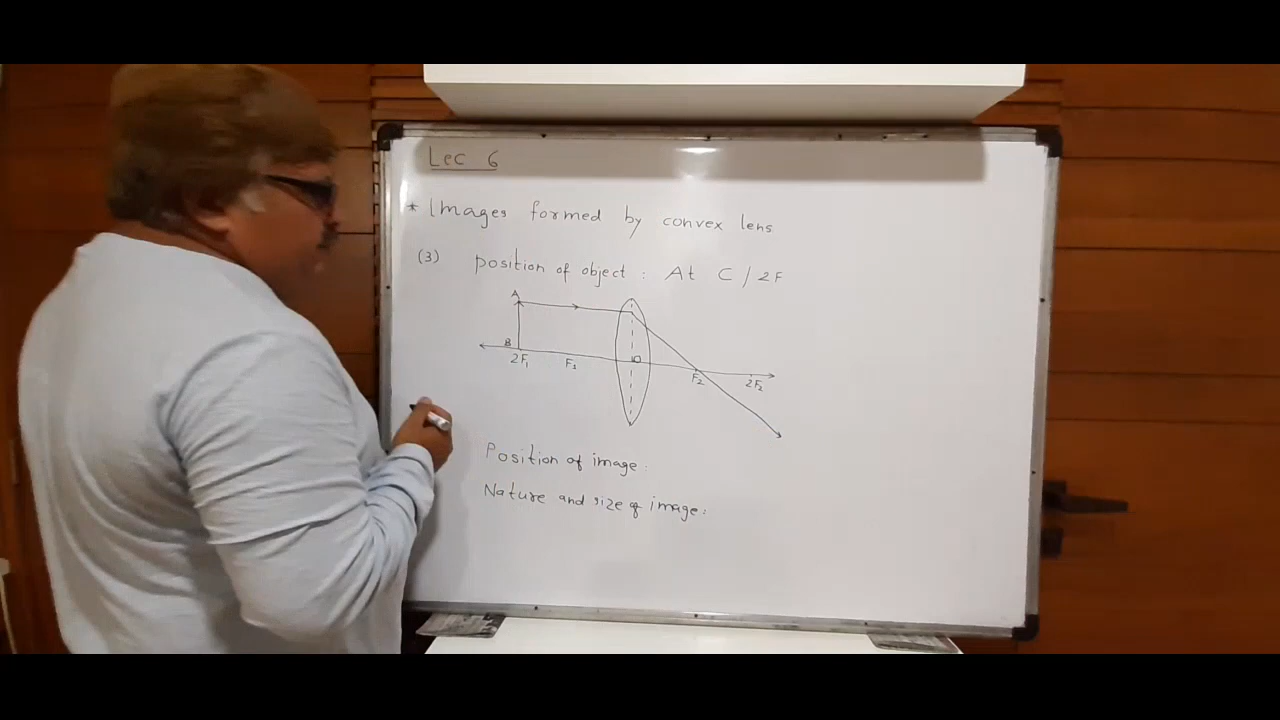 Lec 6
* Images formed by convex lens
(3) position of object : At C / 2F
A
B O
2F₁ F₁ F₂ 2F₂
Position of image :
Nature and size of image :